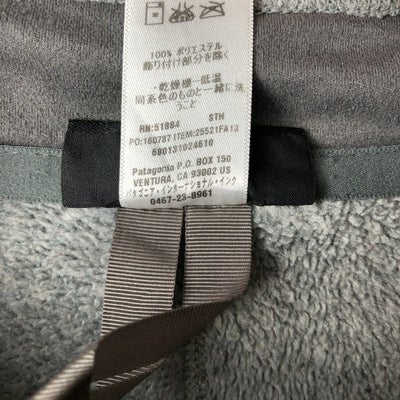 100% ポリエステル
飾り付け部分を除く
・乾燥機ー低温
同系色のものと一緒に洗
うこと
RN:51884 STH
PO:160787 ITEM:25521FA13
680131024610
Patagonia P.O. BOX 150
VENTURA, CA 93002 US
パタゴニア・インターナショナル・インク
0467-23-8961